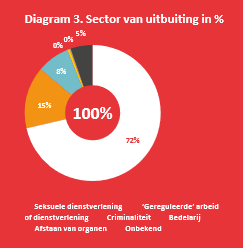 Diagram 3. Sector van uitbuiting in %
5%
0%
0%
8%
15%
100%
72%
Seksuele dienstverlening 'Gereguleerde' arbeid
of dienstverlening Criminaliteit Bedelarij
Afstaan van organen Onbekend